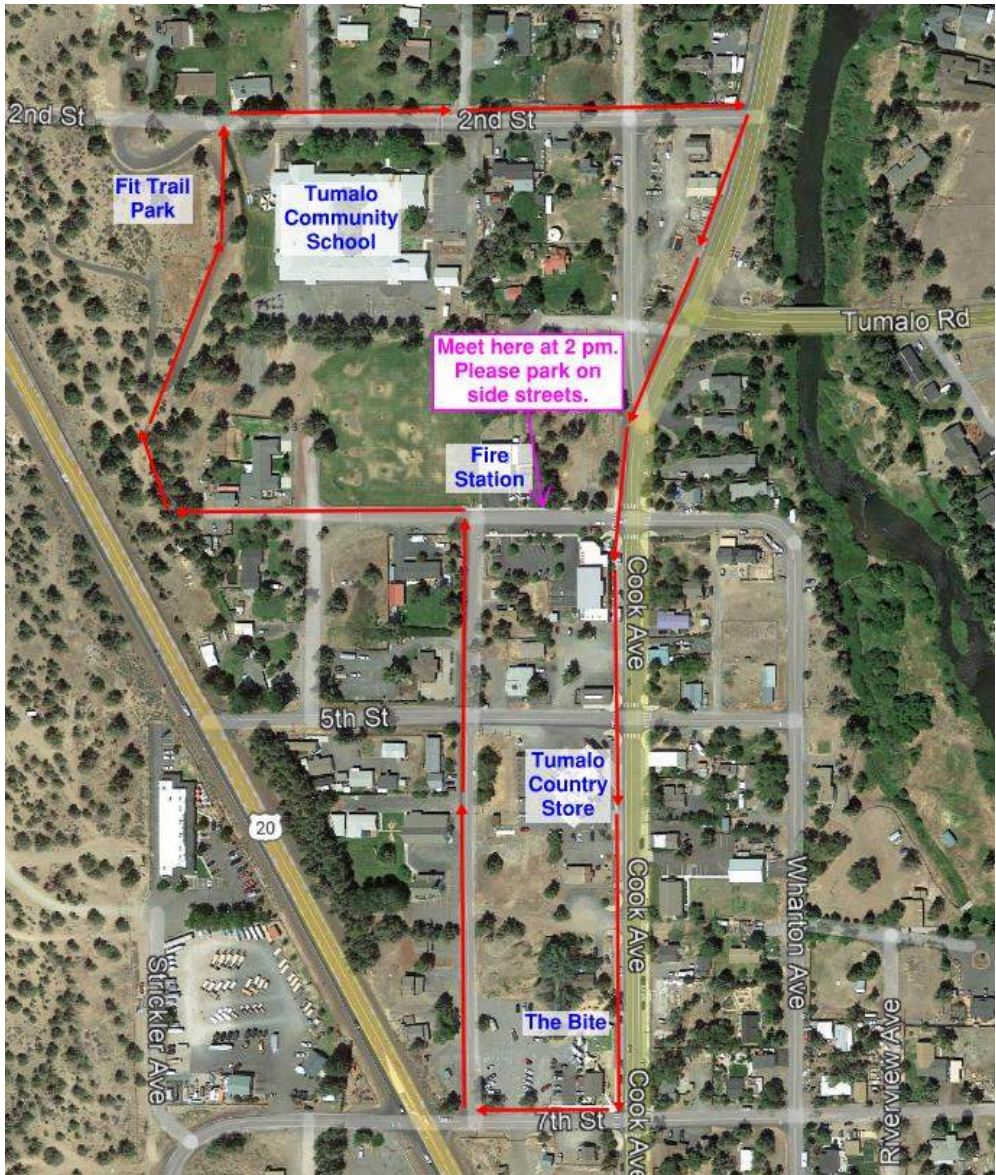 2nd St
2nd St
Fit Trail
Park
Tumalo
Community
School
Tumalo Rd
Meet here at 2 pm.
Please park on
side streets.
Fire
Station
Cook Ave
5th St
Tumalo
Country
Store
20
Cook Ave
Wharton Ave
Strickler Ave
Riverview Ave
The Bite
Cook Ave
7th St